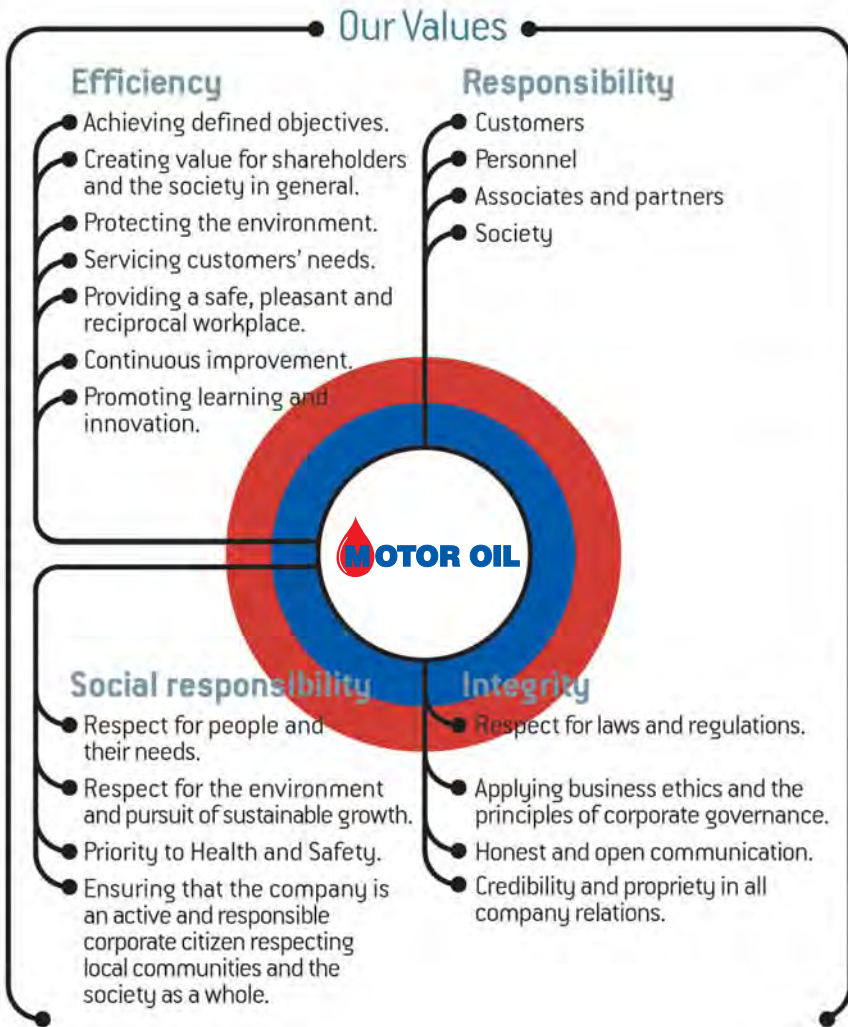 Our Values
Efficiency
Achieving defined objectives.
Creating value for shareholders
and the society in general.
Protecting the environment.
Servicing customers' needs.
Providing a safe, pleasant and
reciprocal workplace.
Continuous improvement.
Promoting learning and
innovation.
Responsibility
Customers
Personnel
Associates and partners
Society
MOTOR OIL
Social responsibility
Respect for people and
their needs.
Respect for the environment
and pursuit of sustainable growth.
Priority to Health and Safety.
Ensuring that the company is
an active and responsible
corporate citizen respecting
local communities and the
society as a whole.
Integrity
Respect for laws and regulations.
Applying business ethics and the
principles of corporate governance.
Honest and open communication.
Credibility and propriety in all
company relations.